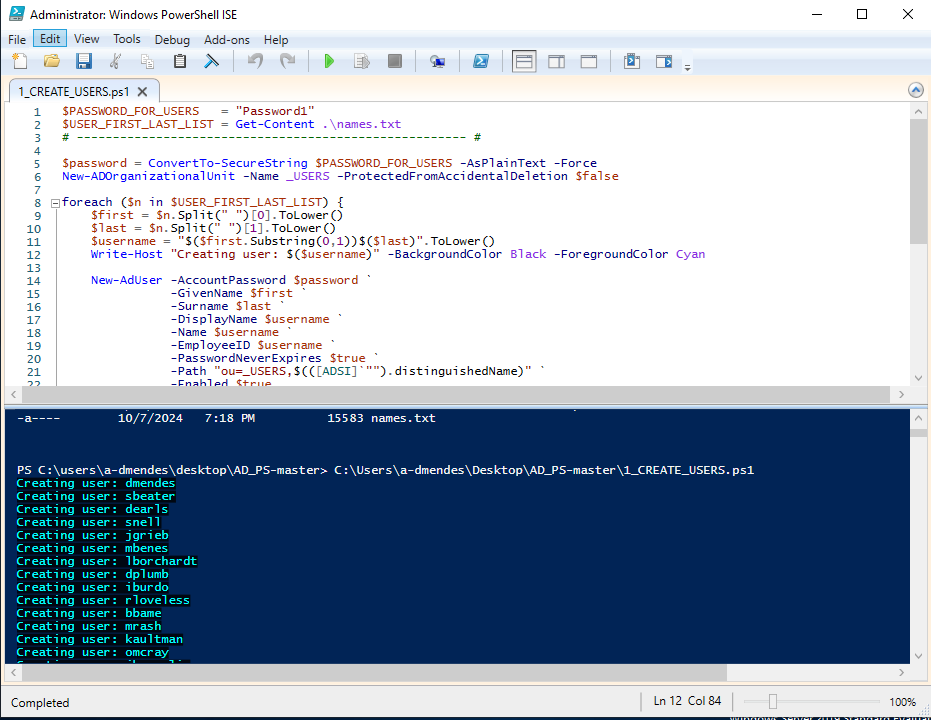 Administrator: Windows PowerShell ISE
File Edit View Tools Debug Add-ons Help
1_CREATE_USERS.ps1 X
1 $PASSWORD_FOR_USERS   = "Password1"
2 $USER_FIRST_LAST_LIST = Get-Content .\names.txt
3 # ------------------------------------------------------ #
4
5 $password = ConvertTo-SecureString $PASSWORD_FOR_USERS -AsPlainText -Force
6 New-ADOrganizationalUnit -Name _USERS -ProtectedFromAccidentalDeletion $false
7
8 foreach ($n in $USER_FIRST_LAST_LIST) {
9     $first = $n.Split(" ")[0].ToLower()
10     $last = $n.Split(" ")[1].ToLower()
11     $username = "$($first.Substring(0,1))$($last)".ToLower()
12     Write-Host "Creating user: $($username)" -BackgroundColor Black -ForegroundColor Cyan
13
14     New-AdUser -AccountPassword $password `
15                -GivenName $first `
16                -Surname $last `
17                -DisplayName $username `
18                -Name $username `
19                -EmployeeID $username `
20                -PasswordNeverExpires $true `
21                -Path "ou=_USERS,$(([ADSI]`"").distinguishedName)" `
22                -Enabled $true
-a---- 10/7/2024 7:18 PM 15583 names.txt
PS C:\users\a-dmendes\desktop\AD_PS-master> C:\Users\a-dmendes\Desktop\AD_PS-master\1_CREATE_USERS.ps1
Creating user: dmendes
Creating user: sbeater
Creating user: dearls
Creating user: snell
Creating user: jgrieb
Creating user: mbenes
Creating user: lborchardt
Creating user: dplumb
Creating user: iburdo
Creating user: rloveless
Creating user: bbame
Creating user: mrash
Creating user: kaultman
Creating user: omcray
Completed
Ln 12 Col 84
100%
Windows Server 2019 Standard Evaluat